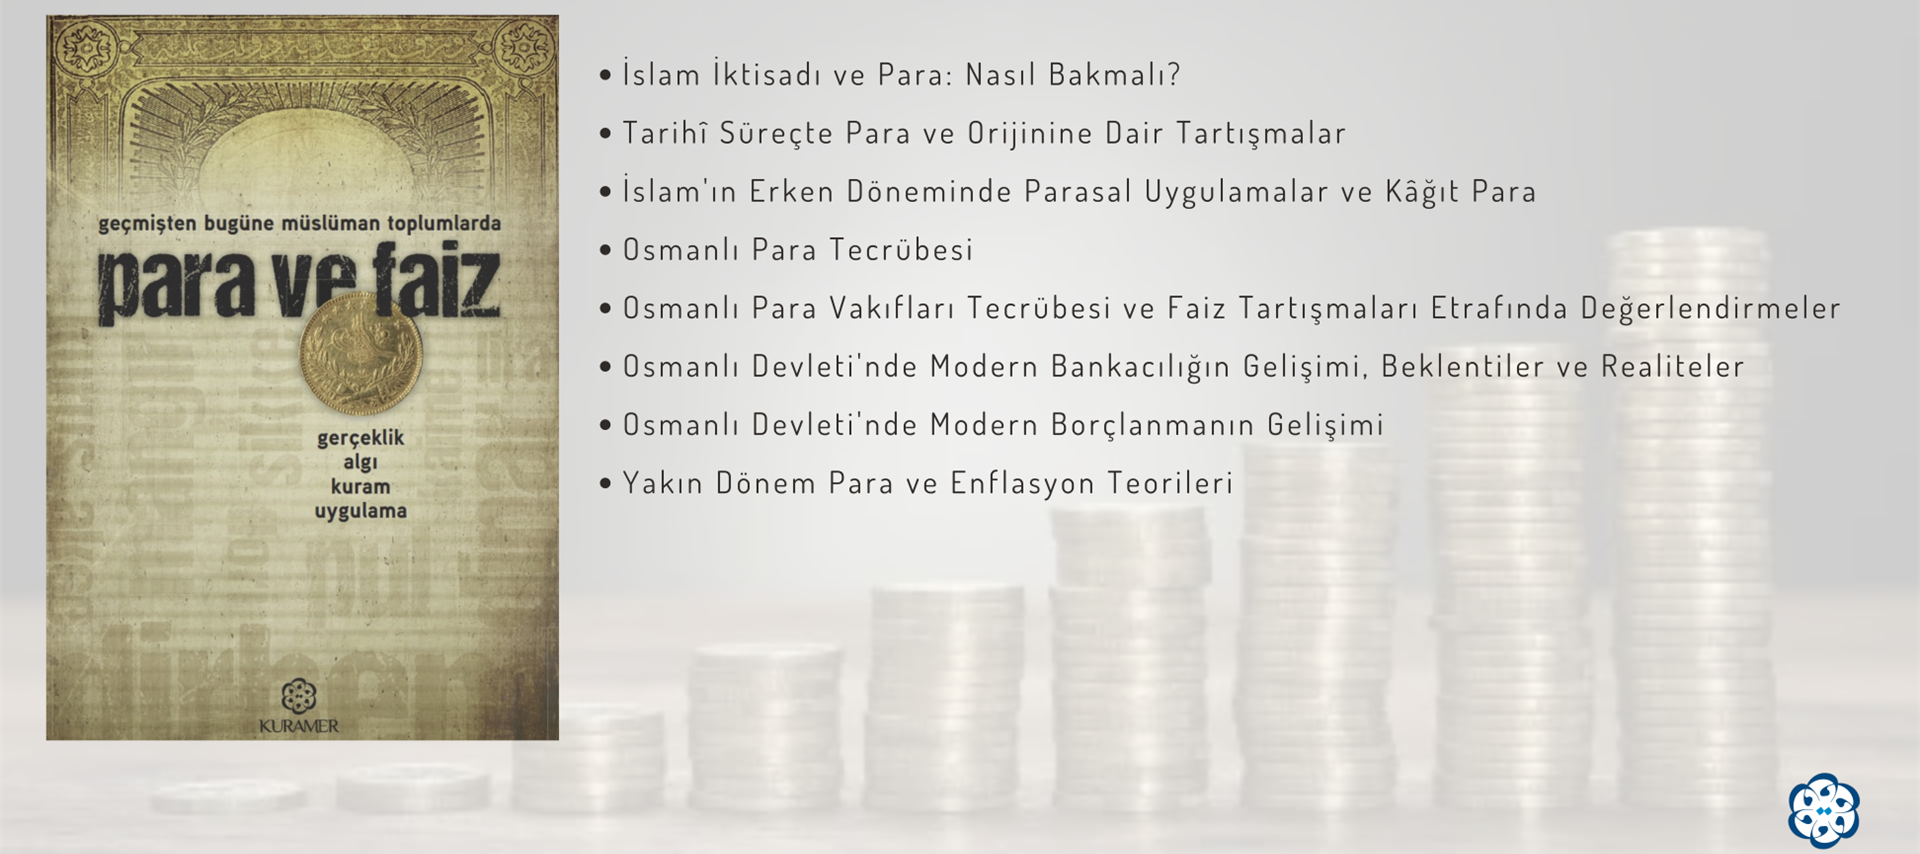 geçmişten bugüne müslüman toplumlarda
para ve faiz
gerçeklik
algı
kuram
uygulama
KURAMER
• İslam İktisadı ve Para: Nasıl Bakmalı?
• Tarihî Süreçte Para ve Orijinine Dair Tartışmalar
• İslam'ın Erken Döneminde Parasal Uygulamalar ve Kâğıt Para
• Osmanlı Para Tecrübesi
• Osmanlı Para Vakıfları Tecrübesi ve Faiz Tartışmaları Etrafında Değerlendirmeler
• Osmanlı Devleti'nde Modern Bankacılığın Gelişimi, Beklentiler ve Realiteler
• Osmanlı Devleti'nde Modern Borçlanmanın Gelişimi
• Yakın Dönem Para ve Enflasyon Teorileri